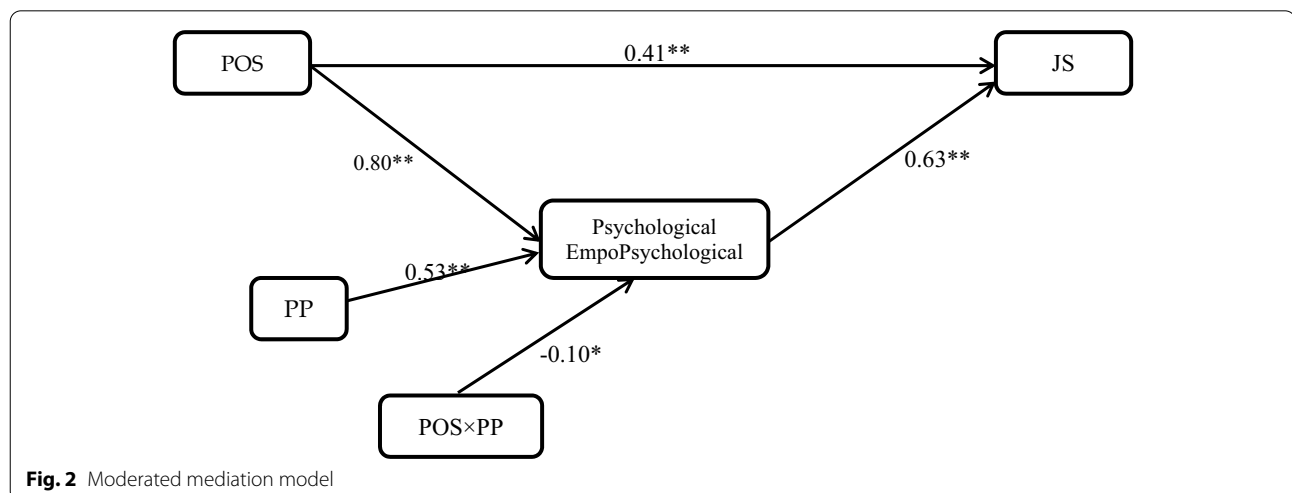 POS
0.41**
JS
0.80**
0.63**
Psychological
EmpoPsychological
0.53**
PP
-0.10*
POS×PP
Fig. 2 Moderated mediation model